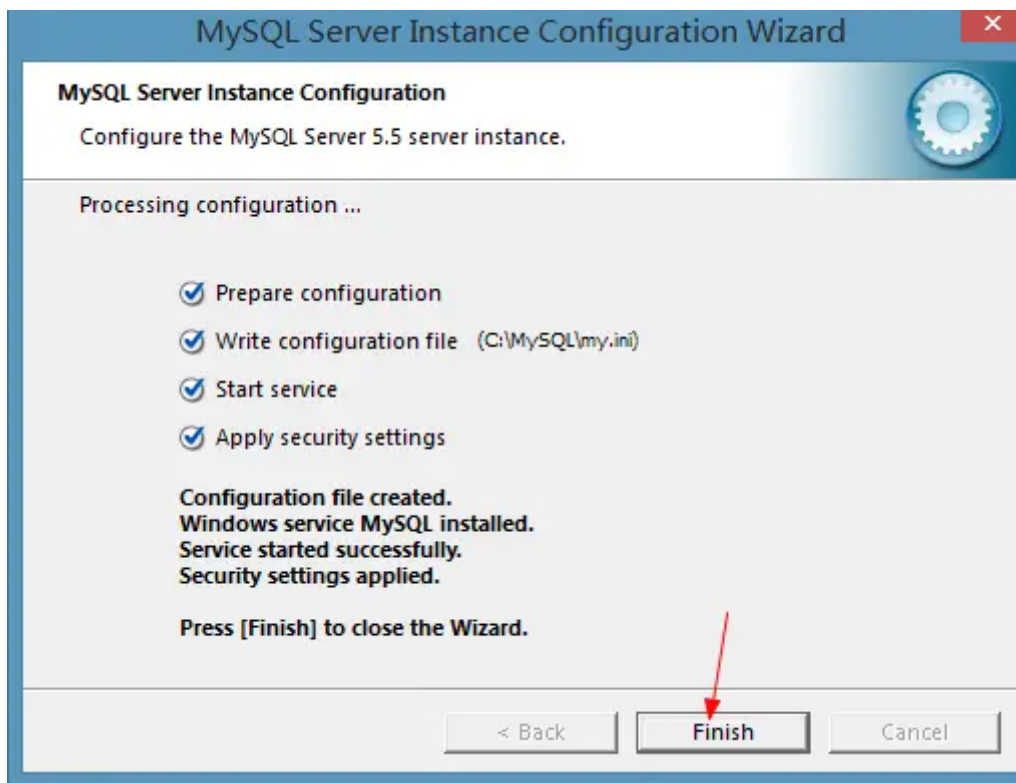 MySQL Server Instance Configuration Wizard
MySQL Server Instance Configuration
Configure the MySQL Server 5.5 server instance.
Processing configuration ...
Prepare configuration
Write configuration file (C:\MySQL\my.ini)
Start service
Apply security settings
Configuration file created.
Windows service MySQL installed.
Service started successfully.
Security settings applied.
Press [Finish] to close the Wizard.
< Back Finish Cancel